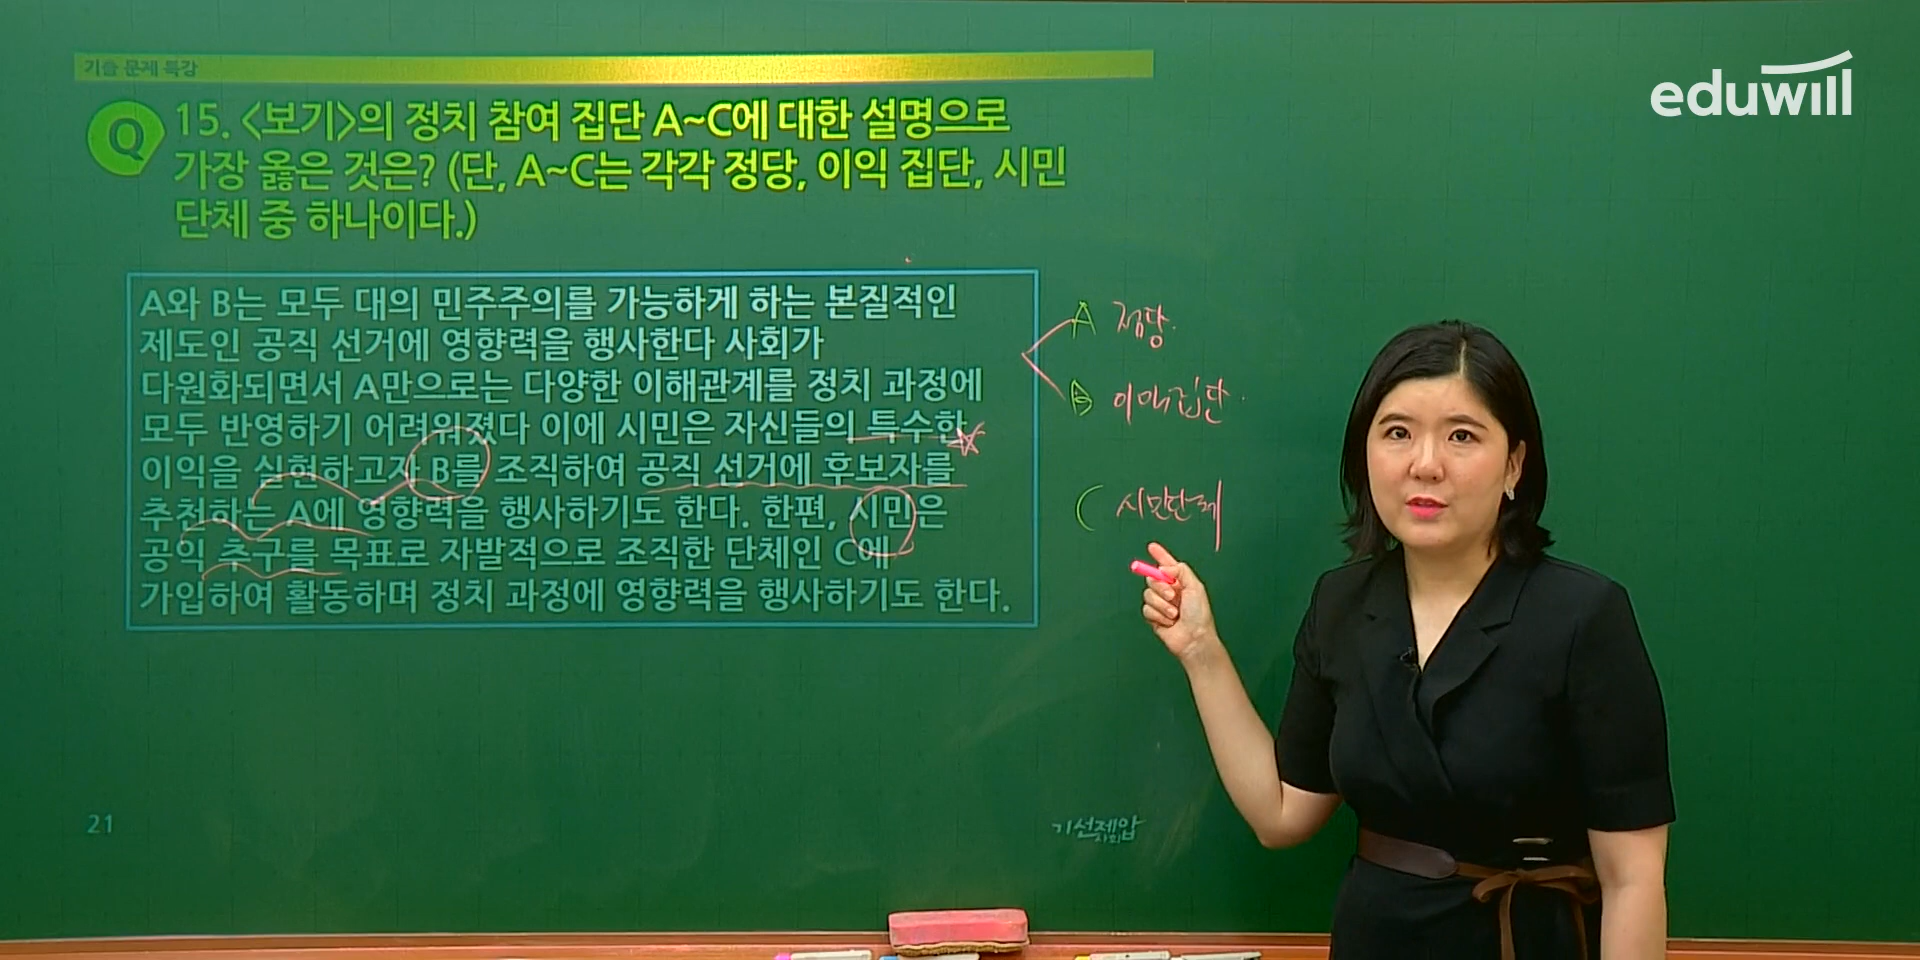 기출 문제 특강
eduwill
Q
15. <보기>의 정치 참여 집단 A~C에 대한 설명으로
가장 옳은 것은? (단, A~C는 각각 정당, 이익 집단, 시민
단체 중 하나이다.)
A와 B는 모두 대의 민주주의를 가능하게 하는 본질적인
제도인 공직 선거에 영향력을 행사한다 사회가
다원화되면서 A만으로는 다양한 이해관계를 정치 과정에
모두 반영하기 어려워졌다 이에 시민은 자신들의 특수한
이익을 실현하고자 B를 조직하여 공직 선거에 후보자를
추천하는 A에 영향력을 행사하기도 한다. 한편, 시민은
공익 추구를 목표로 자발적으로 조직한 단체인 C에
가입하여 활동하며 정치 과정에 영향력을 행사하기도 한다.
A 정당.
B 이익집단.
C 시민단체
21
기선제압
사회